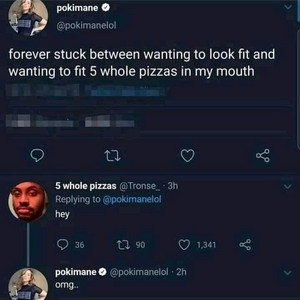 pokimane
@pokimanelol
forever stuck between wanting to look fit and
wanting to fit 5 whole pizzas in my mouth
5 whole pizzas @Tronse_ · 3h
Replying to @pokimanelol
hey
36 90 1,341
pokimane @pokimanelol · 2h
omg..